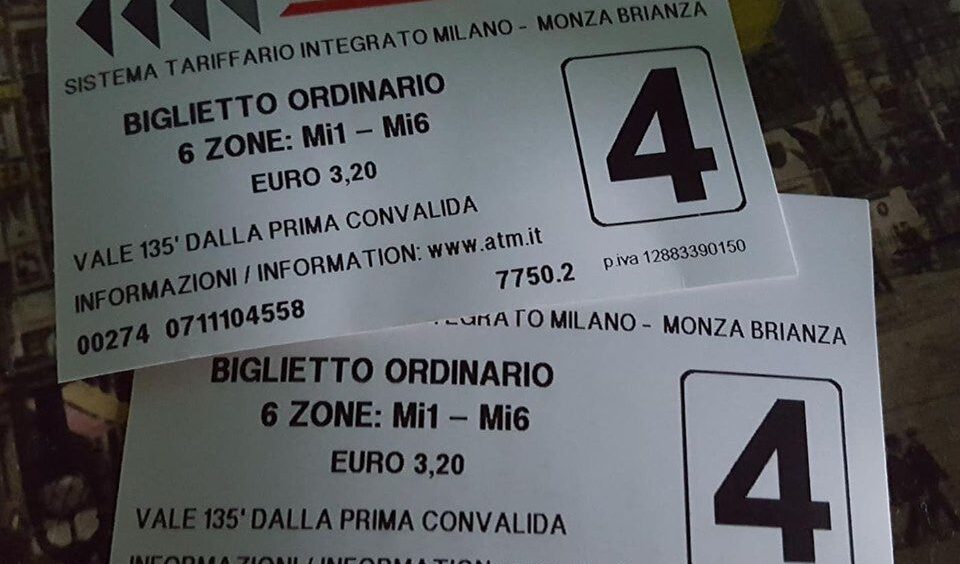 SISTEMA TARIFFARIO INTEGRATO MILANO - MONZA BRIANZA
BIGLIETTO ORDINARIO
6 ZONE: Mi1 – Mi6
EURO 3,20
4
VALE 135' DALLA PRIMA CONVALIDA
INFORMAZIONI / INFORMATION: www.atm.it
7750.2 p.iva 12883390150
00274 0711104558
MILANO - MONZA BRIANZA
BIGLIETTO ORDINARIO
6 ZONE: Mi1 – Mi6
EURO 3,20
4
VALE 135' DALLA PRIMA CONVALIDA
INFORMAZIONI / INFORMATION